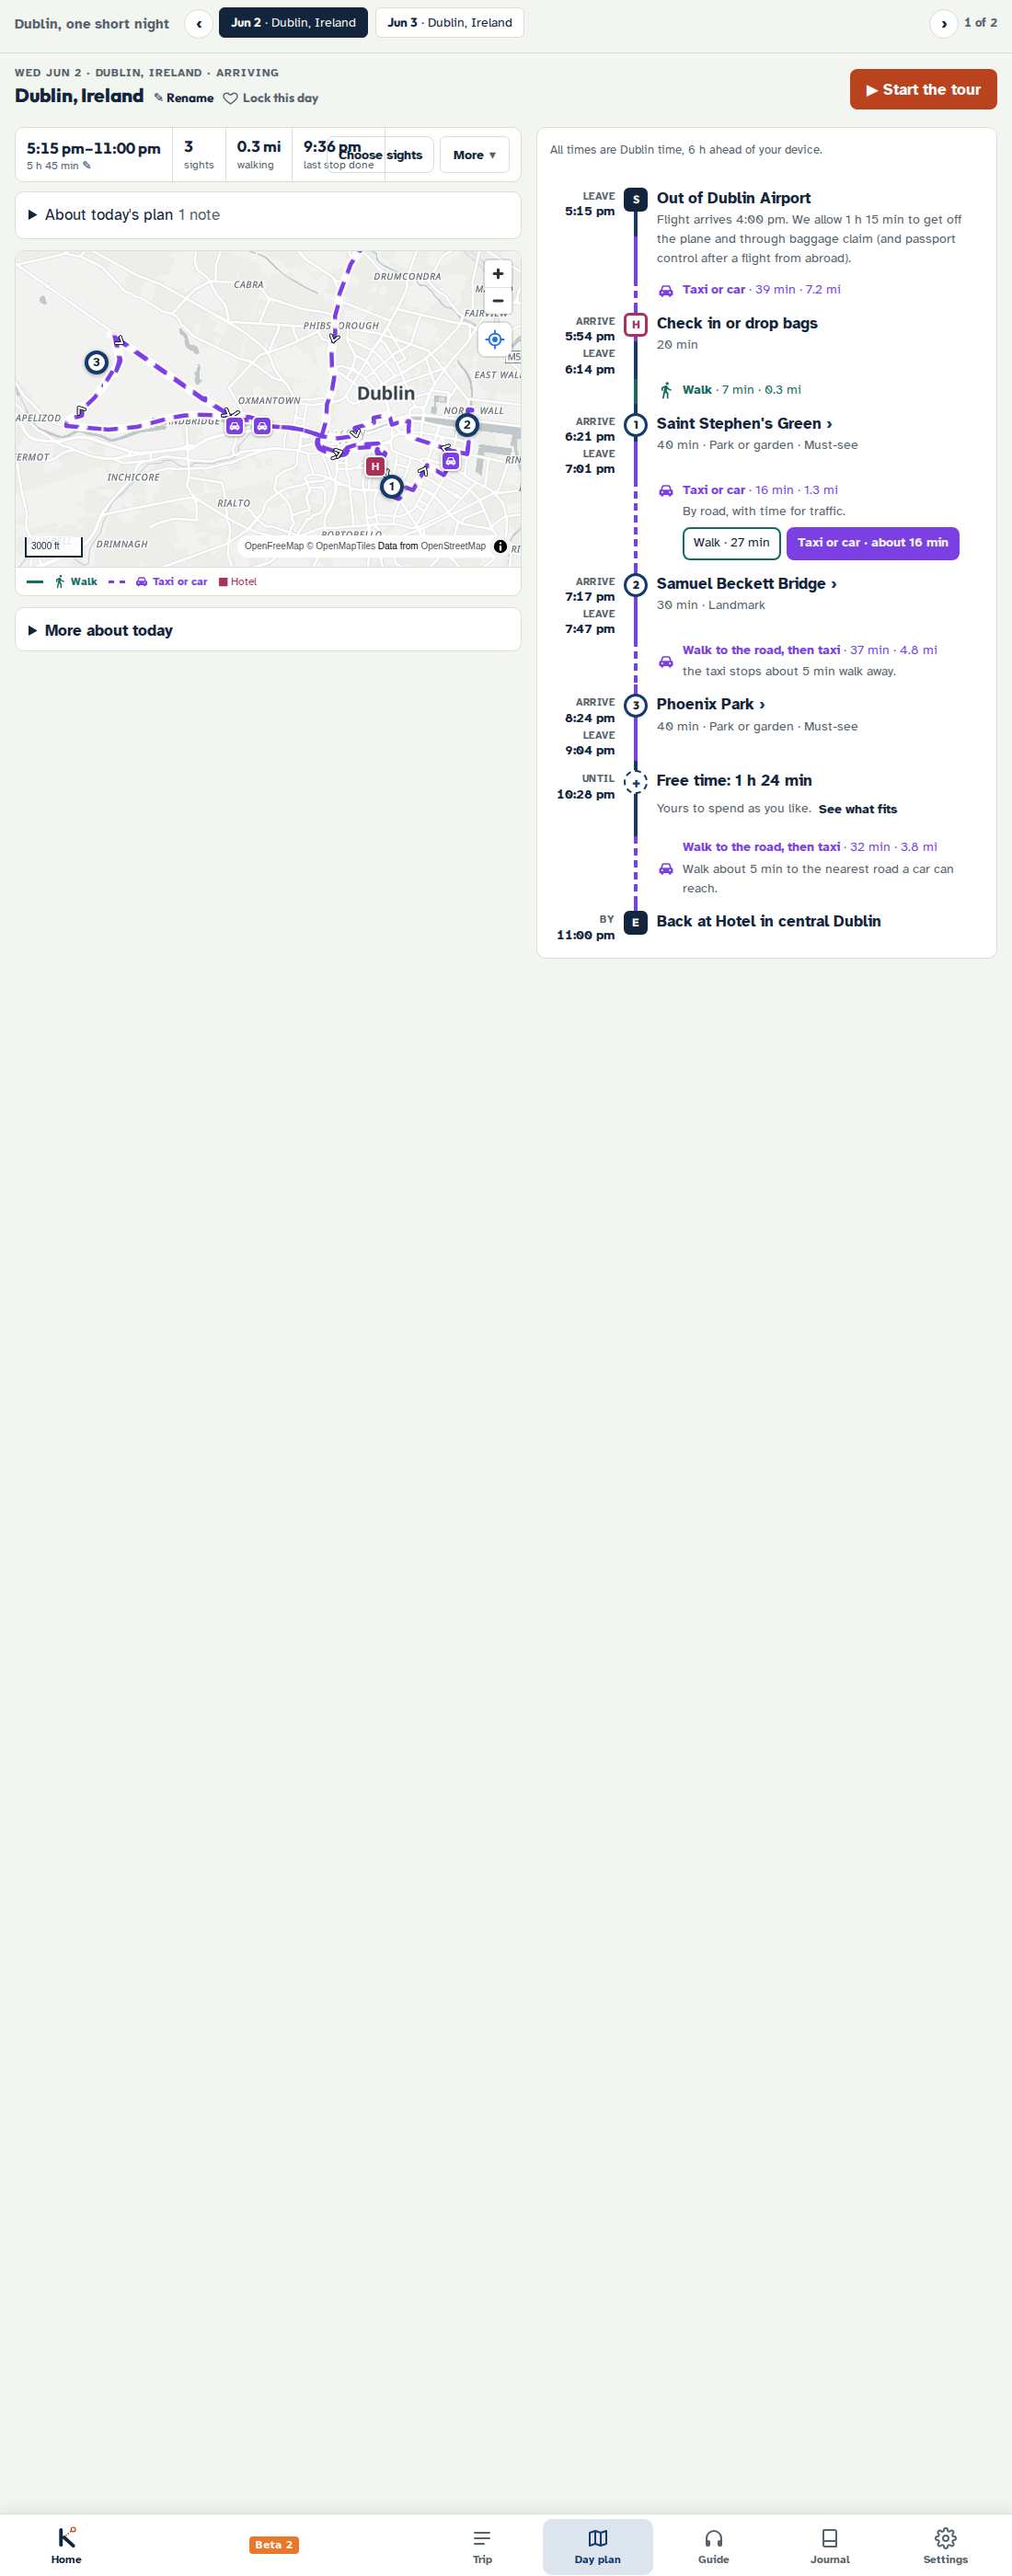 Dublin, one short night
‹
Jun 2 · Dublin, Ireland
Jun 3 · Dublin, Ireland
›
1 of 2
WED JUN 2 · DUBLIN, IRELAND · ARRIVING
Dublin, Ireland
✎ Rename
Lock this day
▶ Start the tour
5:15 pm–11:00 pm
5 h 45 min ✎
3
sights
0.3 mi
walking
9:36 pm
last stop done
Choose sights
More ▾
▶ About today's plan 1 note
CABRA
DRUMCONDRA
FAIRVIEW
PHIBSBOROUGH
M5
EAST WALL
Dublin
OXMANTOWN
NORTH WALL
APELIZOD
NDBRIDGE
ERMOT
INCHICORE
RIALTO
RIN
PORTOBELLO
DRIMNAGH
RI
3
2
H
1
+
−
3000 ft
OpenFreeMap © OpenMapTiles Data from OpenStreetMap
Walk
Taxi or car
Hotel
▶ More about today
All times are Dublin time, 6 h ahead of your device.
LEAVE
5:15 pm
S
Out of Dublin Airport
Flight arrives 4:00 pm. We allow 1 h 15 min to get off
the plane and through baggage claim (and passport
control after a flight from abroad).
Taxi or car · 39 min · 7.2 mi
ARRIVE
5:54 pm
LEAVE
6:14 pm
H
Check in or drop bags
20 min
Walk · 7 min · 0.3 mi
ARRIVE
6:21 pm
LEAVE
7:01 pm
1
Saint Stephen's Green ›
40 min · Park or garden · Must-see
Taxi or car · 16 min · 1.3 mi
By road, with time for traffic.
Walk · 27 min
Taxi or car · about 16 min
ARRIVE
7:17 pm
LEAVE
7:47 pm
2
Samuel Beckett Bridge ›
30 min · Landmark
Walk to the road, then taxi · 37 min · 4.8 mi
the taxi stops about 5 min walk away.
ARRIVE
8:24 pm
LEAVE
9:04 pm
3
Phoenix Park ›
40 min · Park or garden · Must-see
UNTIL
10:28 pm
+
Free time: 1 h 24 min
Yours to spend as you like. See what fits
Walk to the road, then taxi · 32 min · 3.8 mi
Walk about 5 min to the nearest road a car can
reach.
BY
11:00 pm
E
Back at Hotel in central Dublin
Home
Beta 2
Trip
Day plan
Guide
Journal
Settings